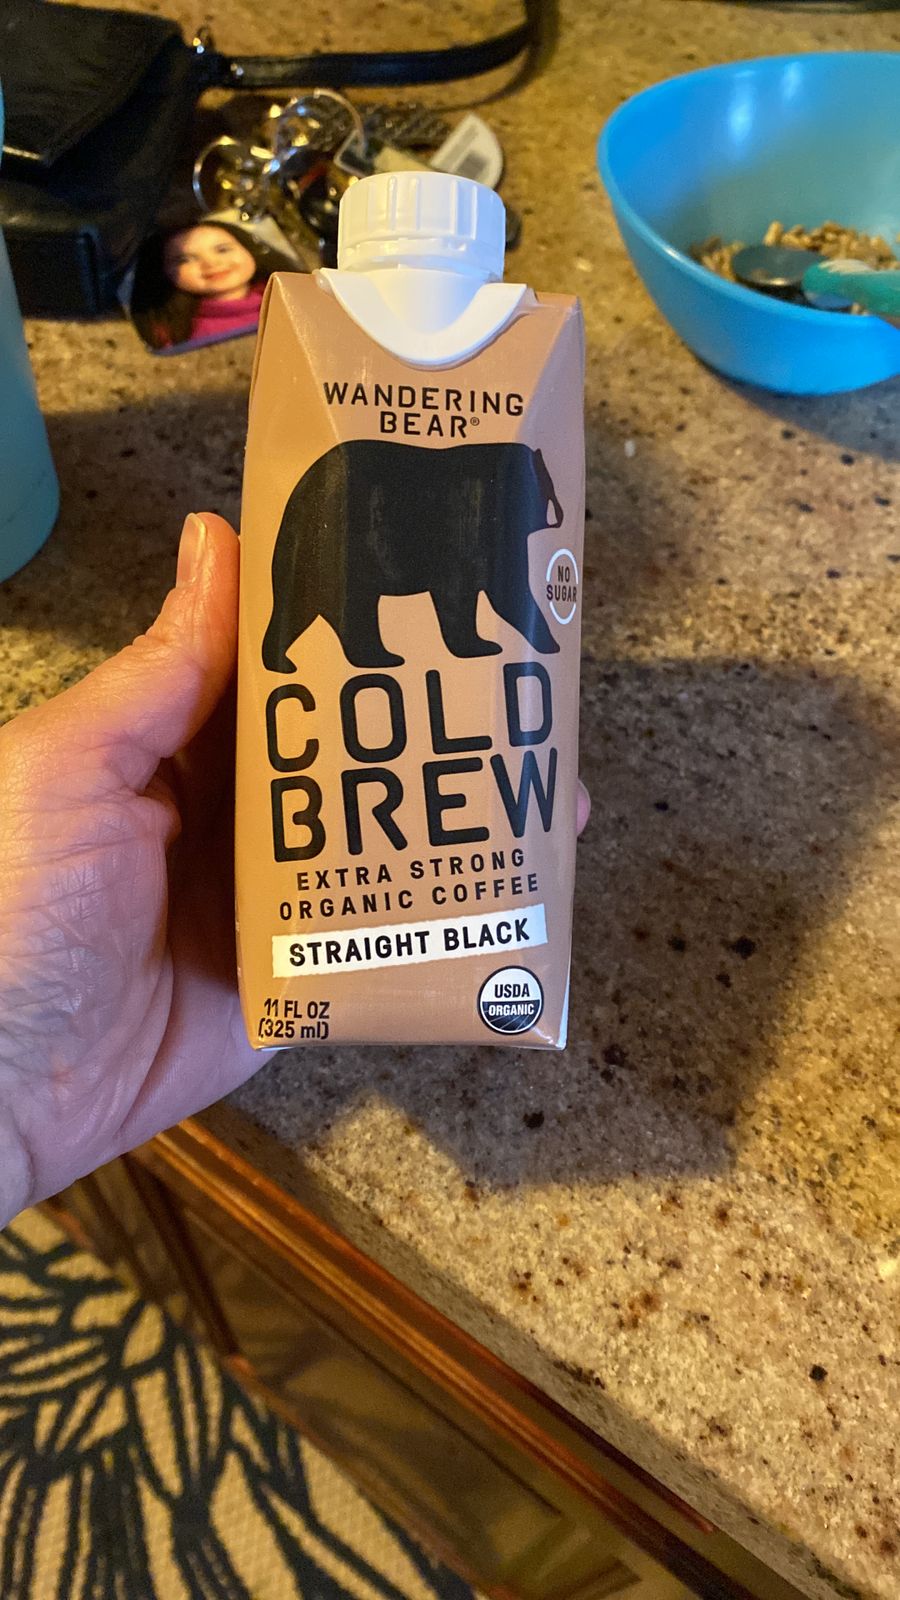 WANDERING
BEAR®
NO
SUGAR
COLD
BREW
EXTRA STRONG
ORGANIC COFFEE
STRAIGHT BLACK
11 FL OZ
(325 ml)
USDA
ORGANIC